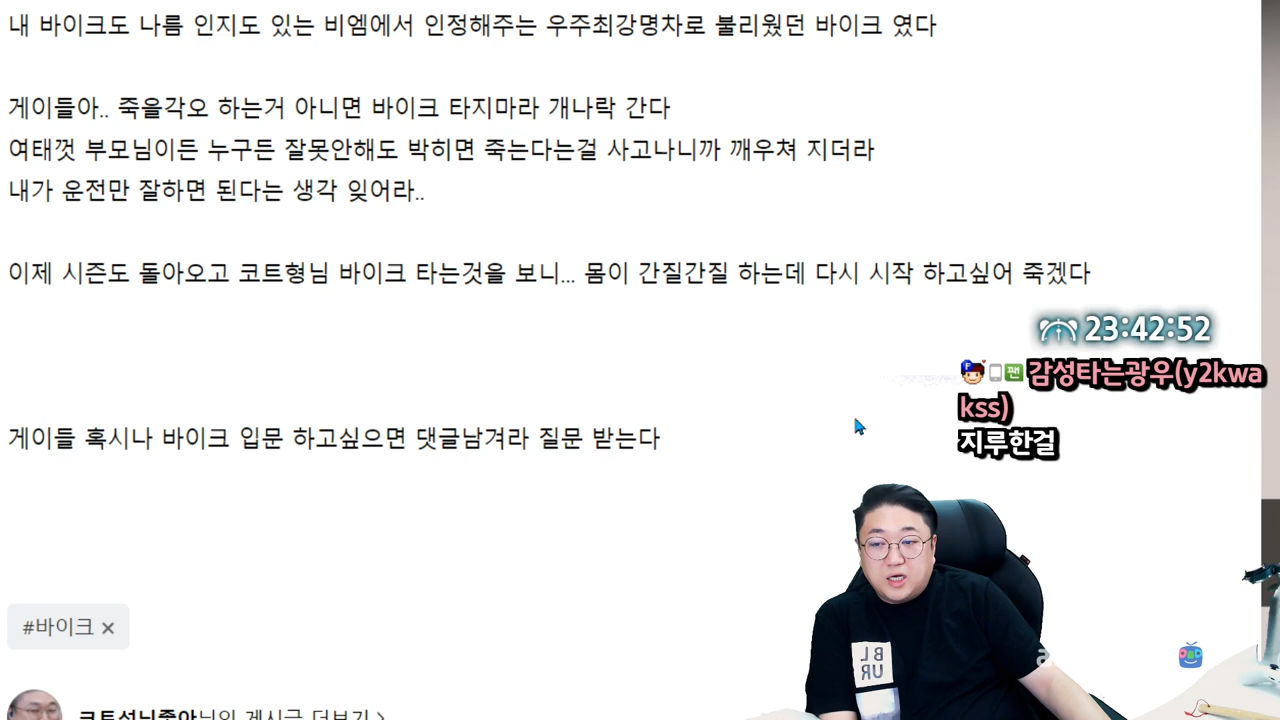 내 바이크도 나름 인지도 있는 비엠에서 인정해주는 우주최강명차로 불리웠던 바이크 였다
게이들아.. 죽을각오 하는거 아니면 바이크 타지마라 개나락 간다
여태껏 부모님이든 누구든 잘못안해도 박히면 죽는다는걸 사고나니까 깨우쳐 지더라
내가 운전만 잘하면 된다는 생각 잊어라..
이제 시즌도 돌아오고 코트형님 바이크 타는것을 보니... 몸이 간질간질 하는데 다시 시작 하고싶어 죽겠다
23:42:52
F 짼 감성타는광우(y2kwa
kss)
지루한걸
게이들 혹시나 바이크 입문 하고싶으면 댓글남겨라 질문 받는다
BL
UR
#바이크 ×
님의 게시글 더보기 >